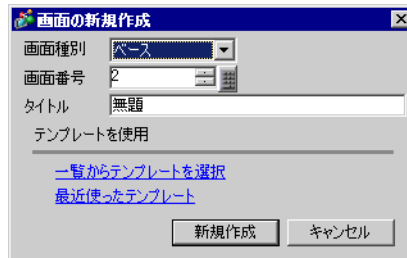 画面の新規作成
画面種別 ベース
画面番号 2
タイトル 無題
テンプレートを使用
一覧からテンプレートを選択
最近使ったテンプレート
新規作成 キャンセル